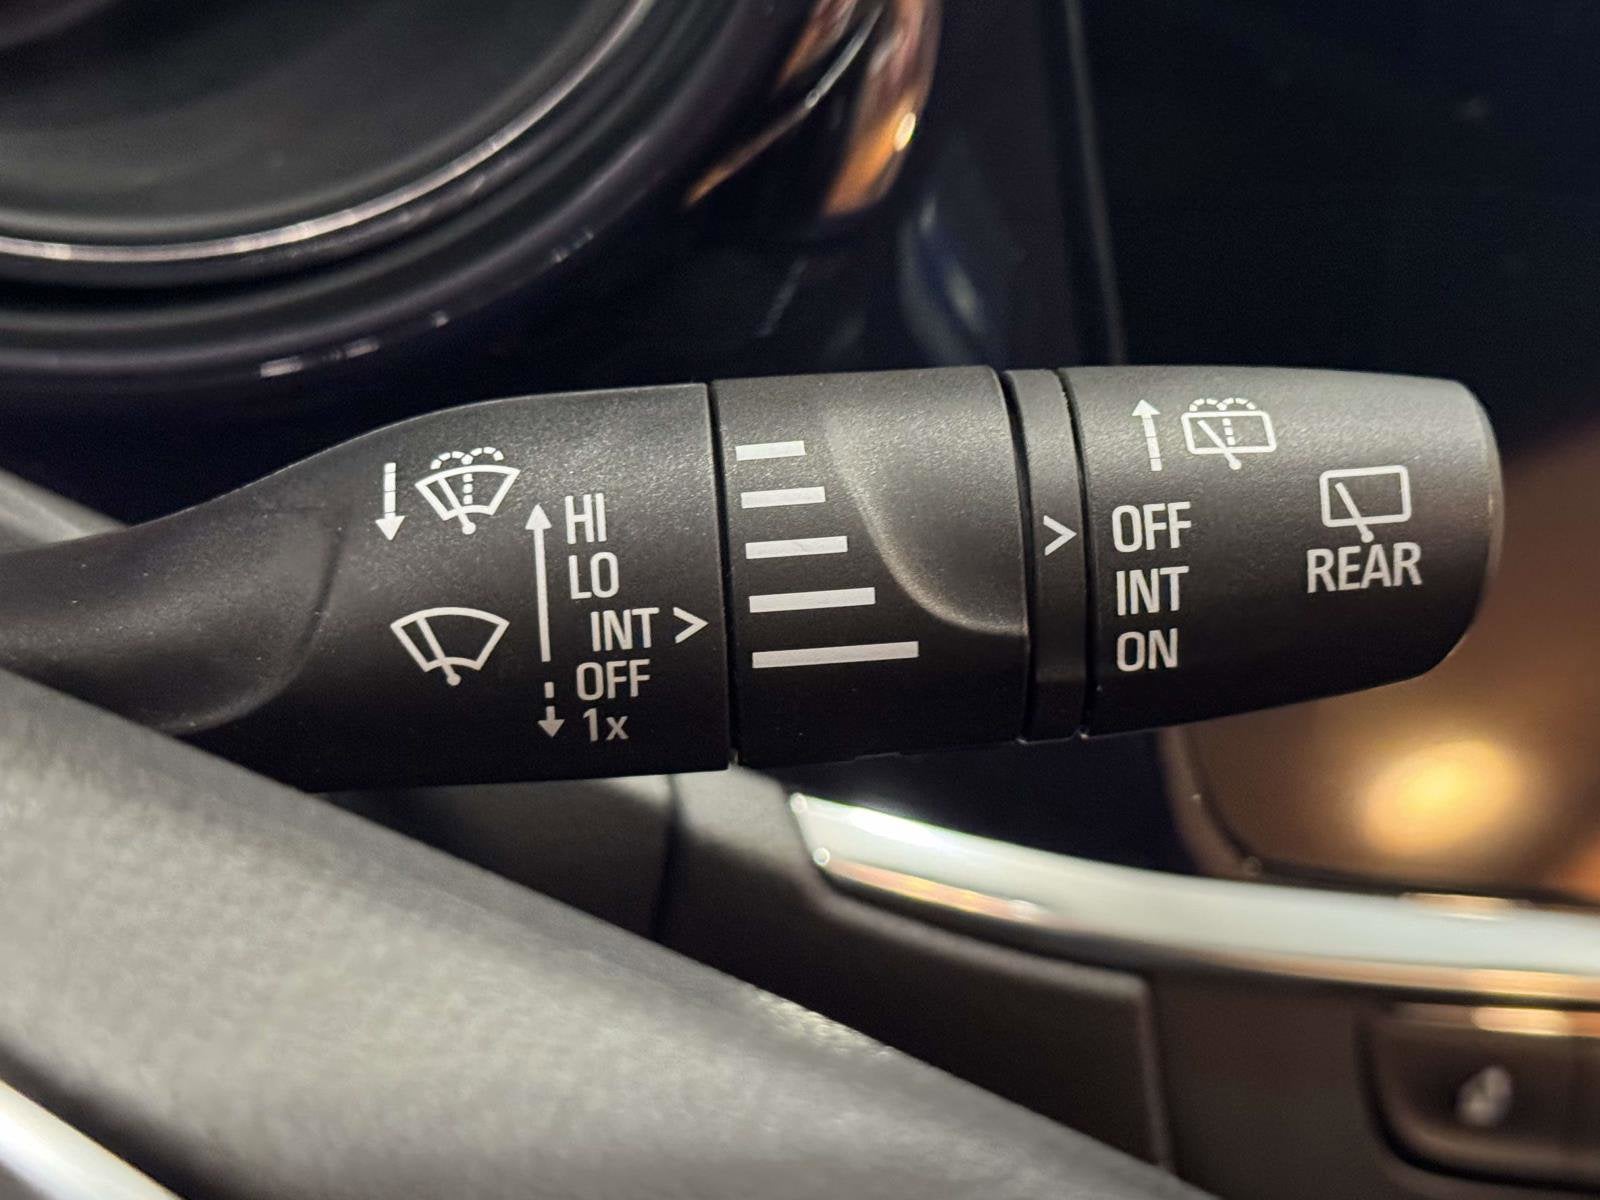 HI
LO
INT >
OFF
1x
> OFF
INT
ON
REAR